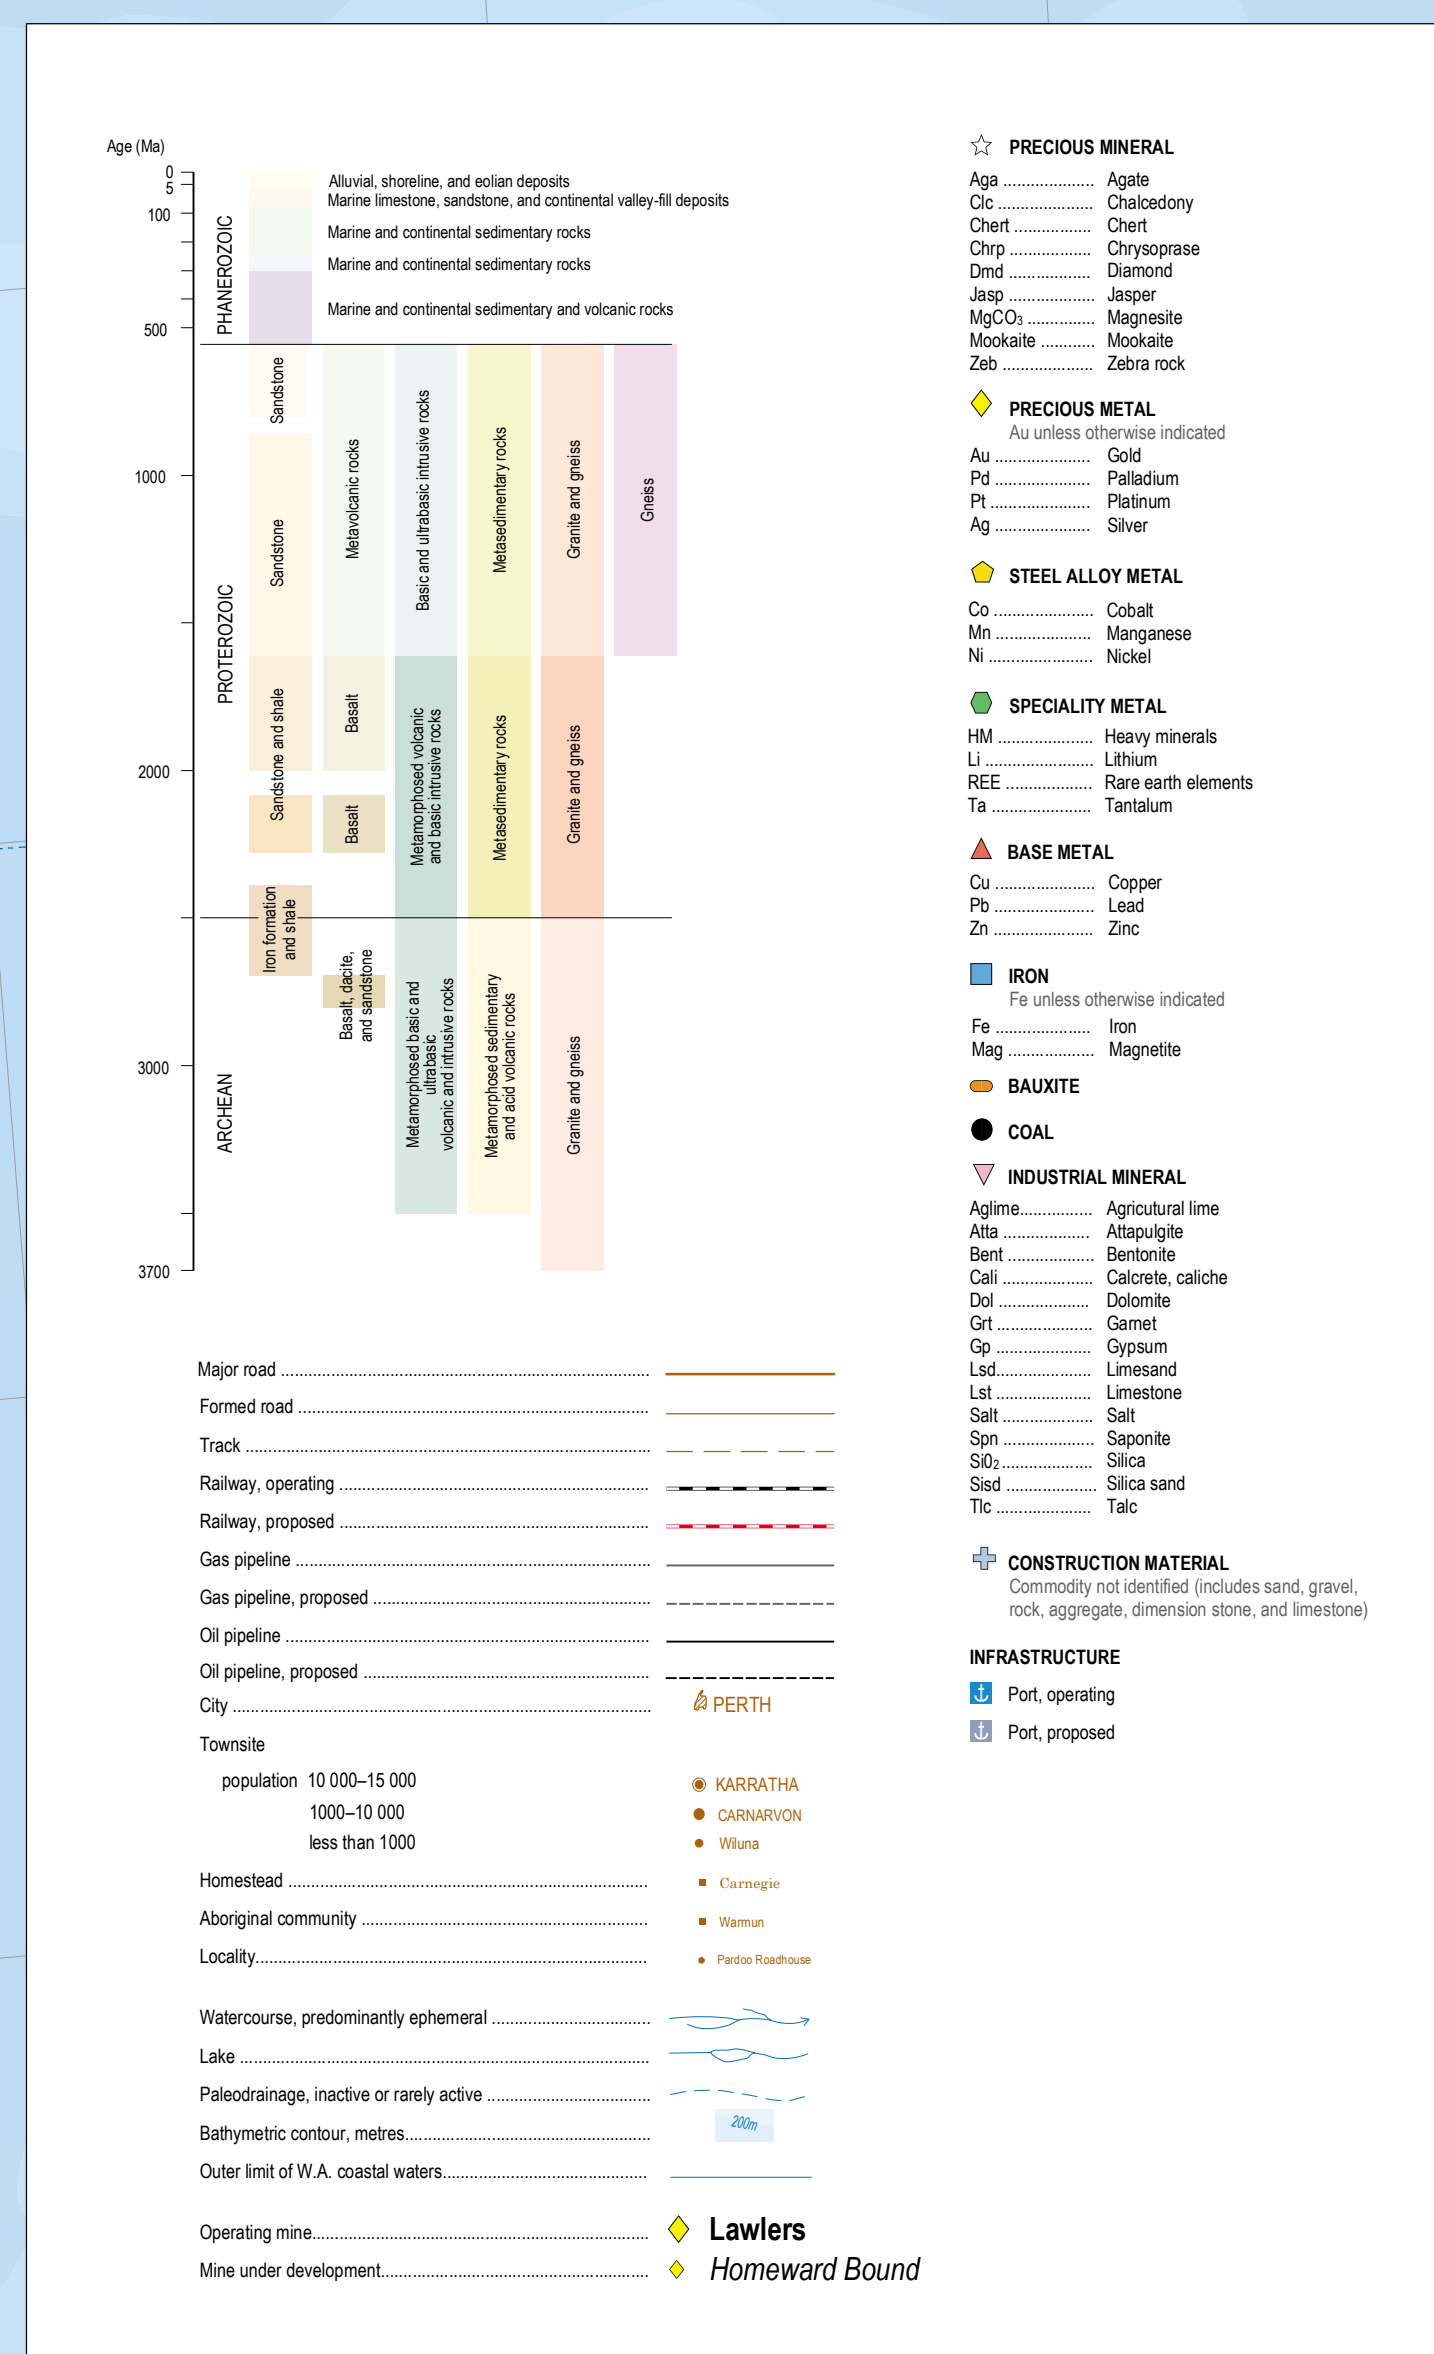 Age (Ma)
0
5
100
500
1000
2000
3000
3700
PHANEROZOIC
PROTEROZOIC
ARCHEAN
Alluvial, shoreline, and eolian deposits
Marine limestone, sandstone, and continental valley-fill deposits
Marine and continental sedimentary rocks
Marine and continental sedimentary rocks
Marine and continental sedimentary and volcanic rocks
Sandstone
Sandstone
Sandstone and shale
Iron formation
and shale
Metavolcanic rocks
Basalt
Basalt
Basalt, dacite,
and sandstone
Basic and ultrabasic intrusive rocks
Metamorphosed volcanic
and basic intrusive rocks
Metamorphosed basic and
ultrabasic
volcanic and intrusive rocks
Metasedimentary rocks
Metasedimentary rocks
Metamorphosed sedimentary
and acid volcanic rocks
Granite and gneiss
Granite and gneiss
Granite and gneiss
Gneiss
Major road
Formed road
Track
Railway, operating
Railway, proposed
Gas pipeline
Gas pipeline, proposed
Oil pipeline
Oil pipeline, proposed
City PERTH
Townsite
population 10 000–15 000 KARRATHA
1000–10 000 CARNARVON
less than 1000 Wiluna
Homestead Carnegie
Aboriginal community Warmun
Locality Pardoo Roadhouse
Watercourse, predominantly ephemeral
Lake
Paleodrainage, inactive or rarely active
Bathymetric contour, metres 200m
Outer limit of W.A. coastal waters
Operating mine Lawlers
Mine under development Homeward Bound
PRECIOUS MINERAL
Aga Agate
Clc Chalcedony
Chert Chert
Chrp Chrysoprase
Dmd Diamond
Jasp Jasper
MgCO3 Magnesite
Mookaite Mookaite
Zeb Zebra rock
PRECIOUS METAL
Au unless otherwise indicated
Au Gold
Pd Palladium
Pt Platinum
Ag Silver
STEEL ALLOY METAL
Co Cobalt
Mn Manganese
Ni Nickel
SPECIALITY METAL
HM Heavy minerals
Li Lithium
REE Rare earth elements
Ta Tantalum
BASE METAL
Cu Copper
Pb Lead
Zn Zinc
IRON
Fe unless otherwise indicated
Fe Iron
Mag Magnetite
BAUXITE
COAL
INDUSTRIAL MINERAL
Aglime Agricutural lime
Atta Attapulgite
Bent Bentonite
Cali Calcrete, caliche
Dol Dolomite
Grt Garnet
Gp Gypsum
Lsd Limesand
Lst Limestone
Salt Salt
Spn Saponite
Si02 Silica
Sisd Silica sand
Tlc Talc
CONSTRUCTION MATERIAL
Commodity not identified (includes sand, gravel,
rock, aggregate, dimension stone, and limestone)
INFRASTRUCTURE
Port, operating
Port, proposed